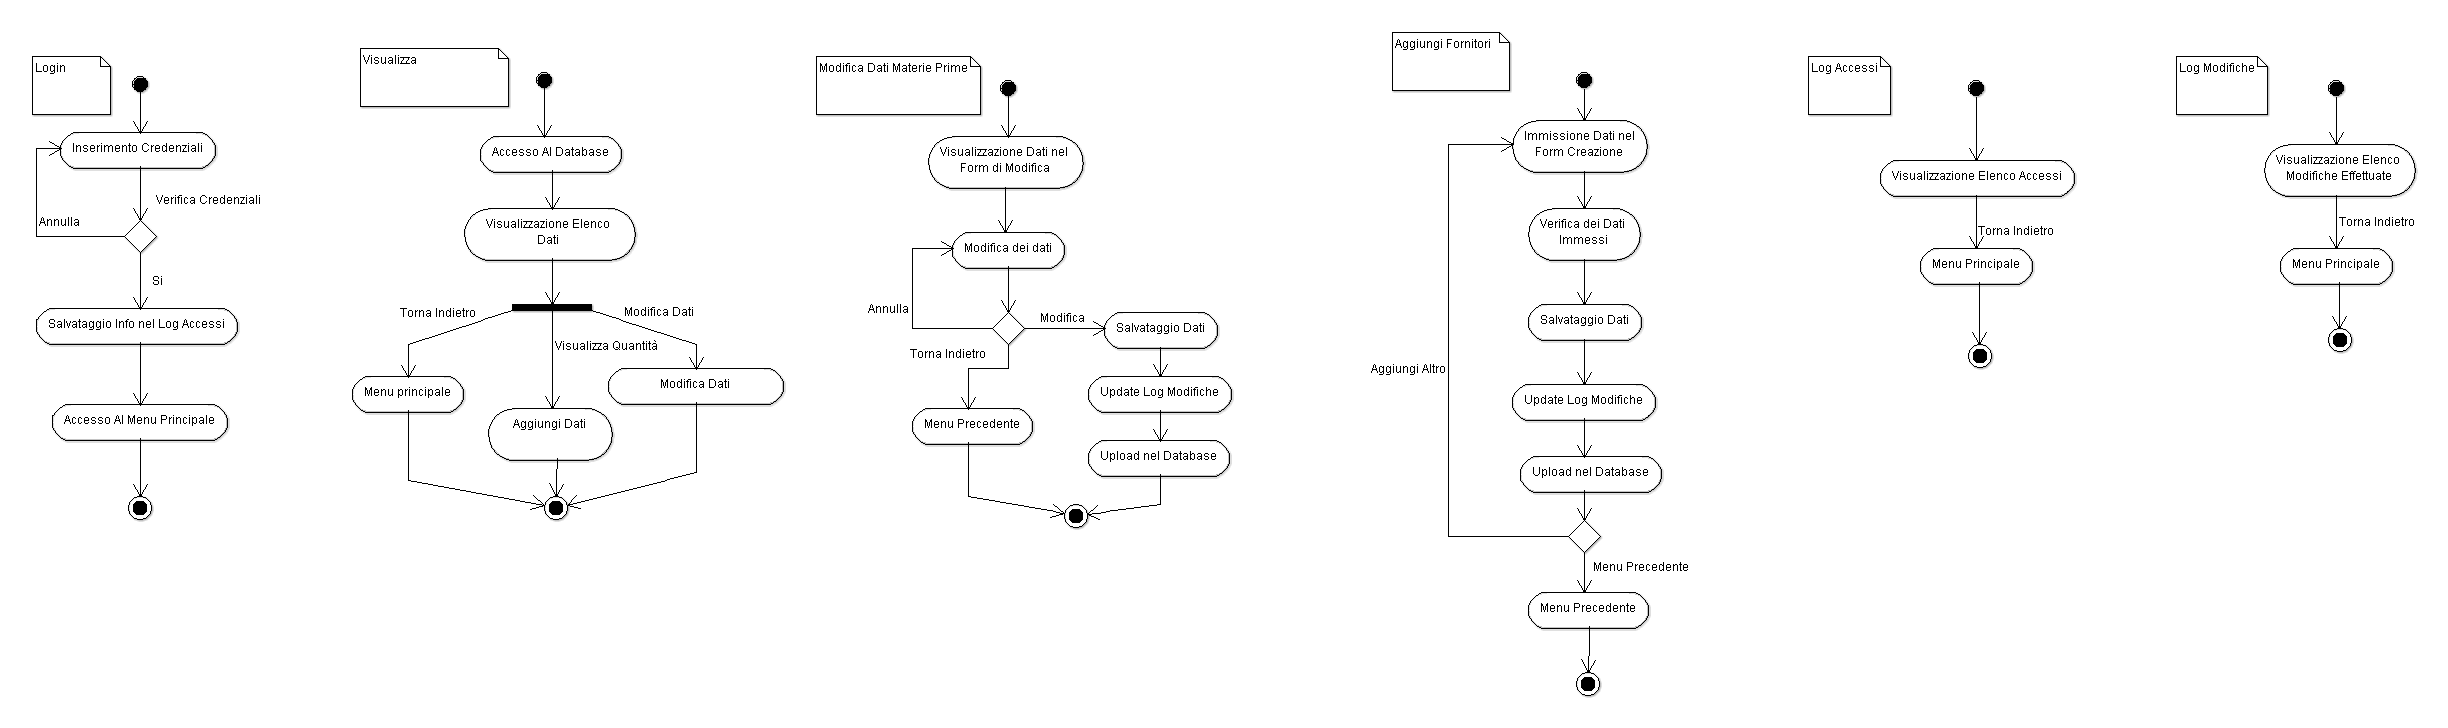 Login
Inserimento Credenziali
Verifica Credenziali
Annulla
Si
Salvataggio Info nel Log Accessi
Accesso Al Menu Principale
Visualizza
Accesso Al Database
Visualizzazione Elenco
Dati
Torna Indietro
Modifica Dati
Visualizza Quantità
Menu principale
Modifica Dati
Aggiungi Dati
Modifica Dati Materie Prime
Visualizzazione Dati nel
Form di Modifica
Modifica dei dati
Annulla
Modifica
Salvataggio Dati
Torna Indietro
Update Log Modifiche
Menu Precedente
Upload nel Database
Aggiungi Fornitori
Immissione Dati nel
Form Creazione
Verifica dei Dati
Immessi
Salvataggio Dati
Aggiungi Altro
Update Log Modifiche
Upload nel Database
Menu Precedente
Menu Precedente
Log Accessi
Visualizzazione Elenco Accessi
Torna Indietro
Menu Principale
Log Modifiche
Visualizzazione Elenco
Modifiche Effettuate
Torna Indietro
Menu Principale